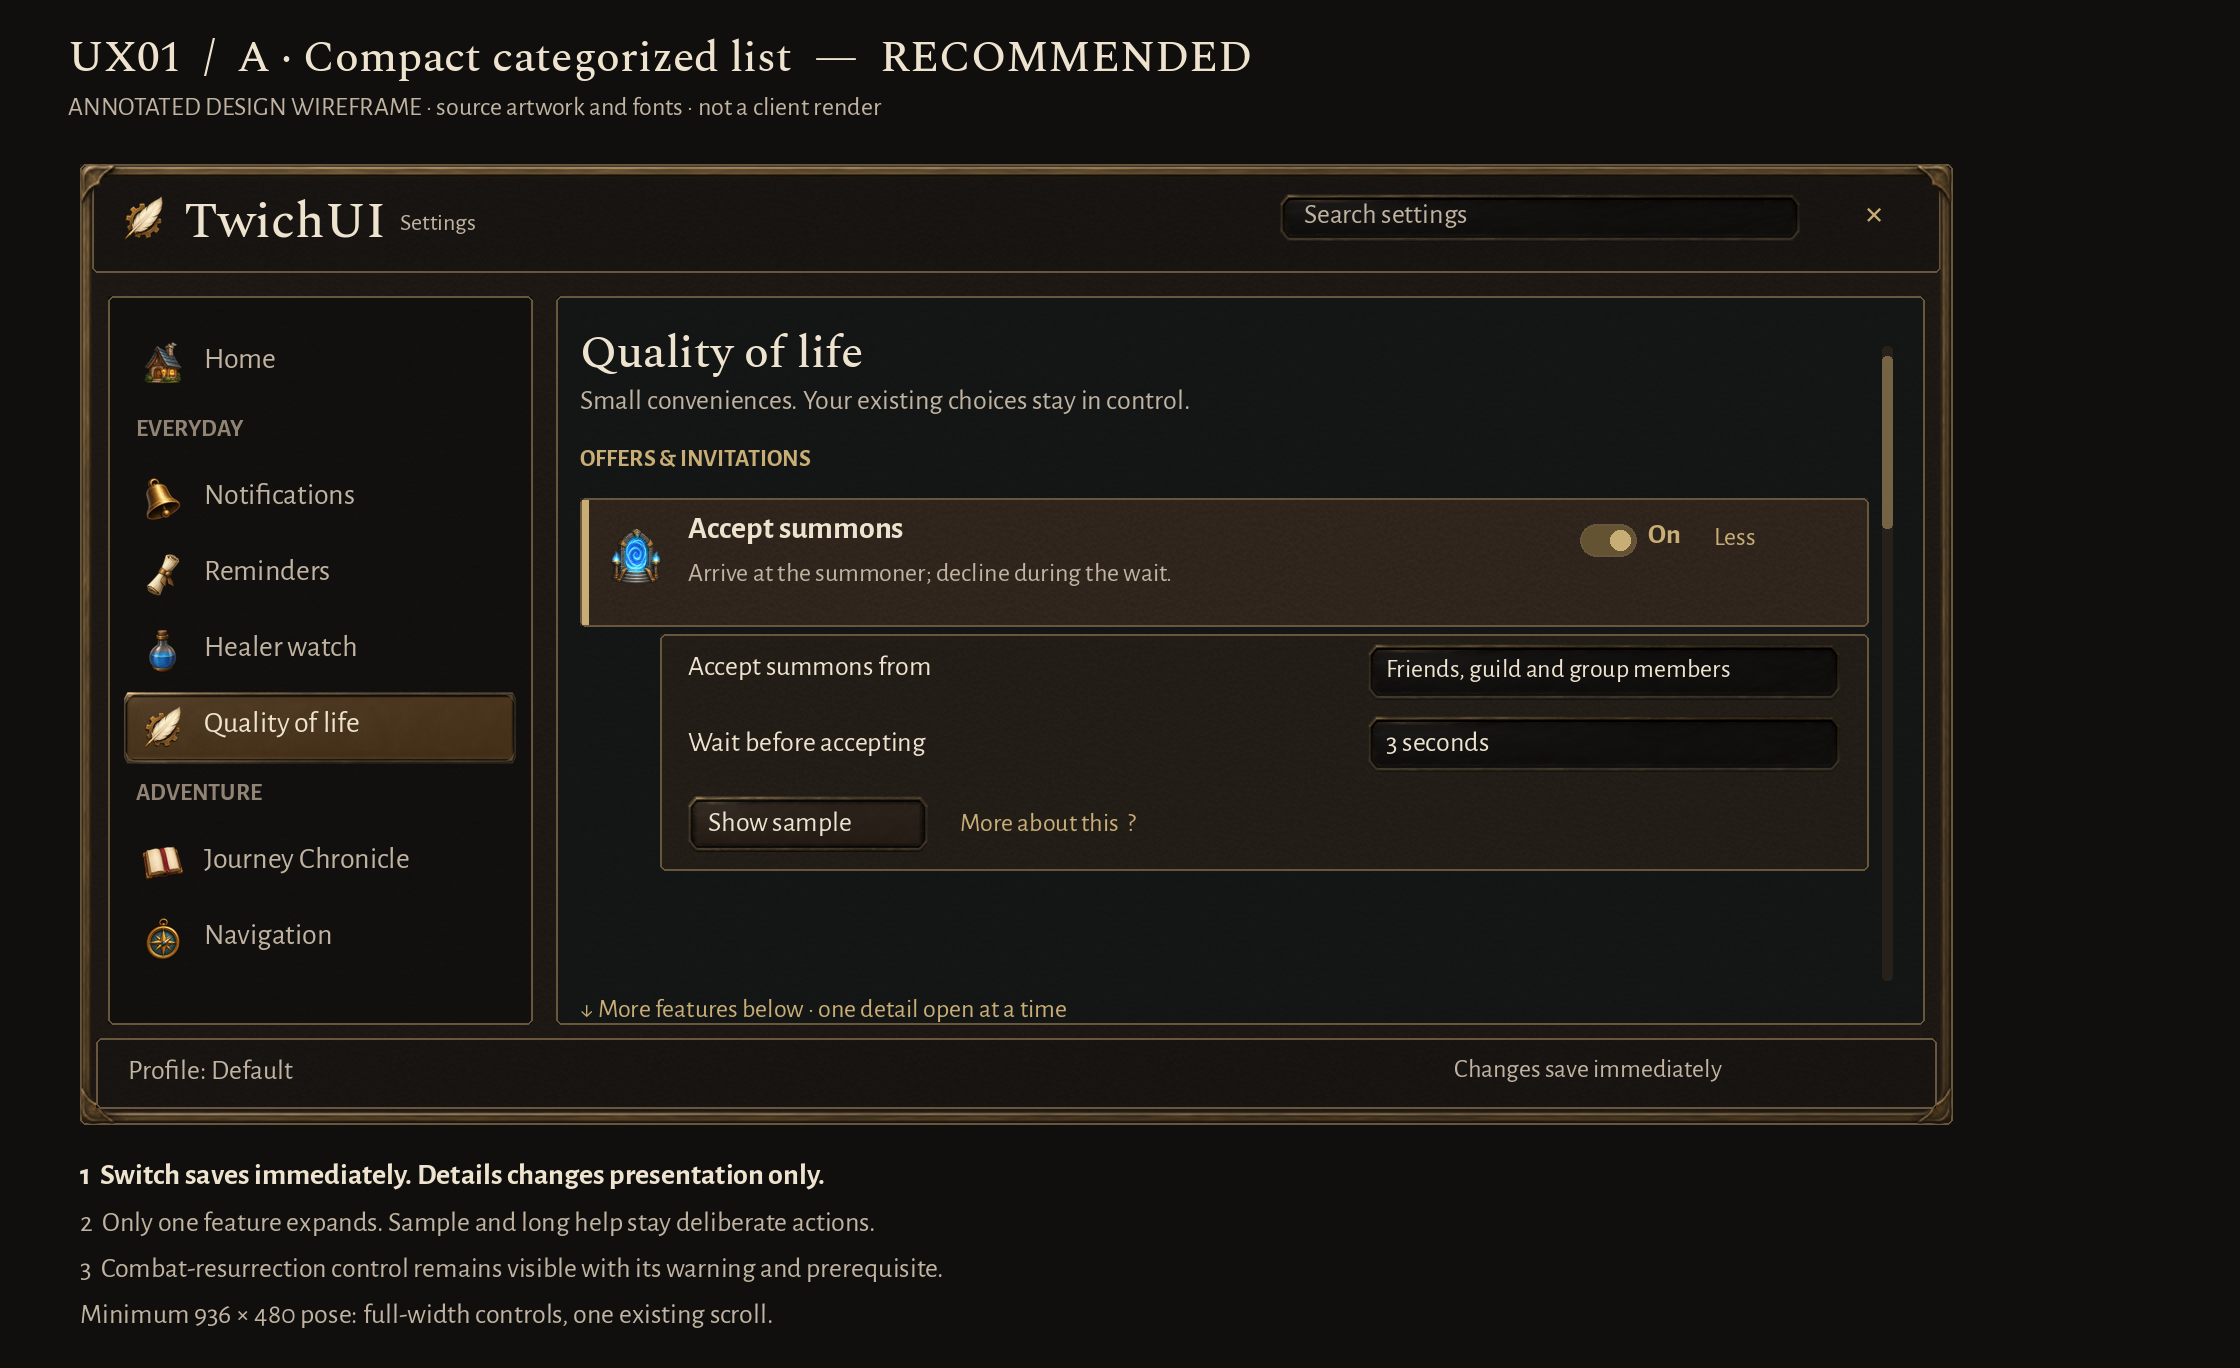 UX01 / A · Compact categorized list — RECOMMENDED
ANNOTATED DESIGN WIREFRAME · source artwork and fonts · not a client render
TwichUI Settings
Search settings
×
Home
EVERYDAY
Notifications
Reminders
Healer watch
Quality of life
ADVENTURE
Journey Chronicle
Navigation
Quality of life
Small conveniences. Your existing choices stay in control.
OFFERS & INVITATIONS
Accept summons
On Less
Arrive at the summoner; decline during the wait.
Accept summons from
Friends, guild and group members
Wait before accepting
3 seconds
Show sample
More about this ?
↓ More features below · one detail open at a time
Profile: Default
Changes save immediately
1 Switch saves immediately. Details changes presentation only.
2 Only one feature expands. Sample and long help stay deliberate actions.
3 Combat-resurrection control remains visible with its warning and prerequisite.
Minimum 936 × 480 pose: full-width controls, one existing scroll.